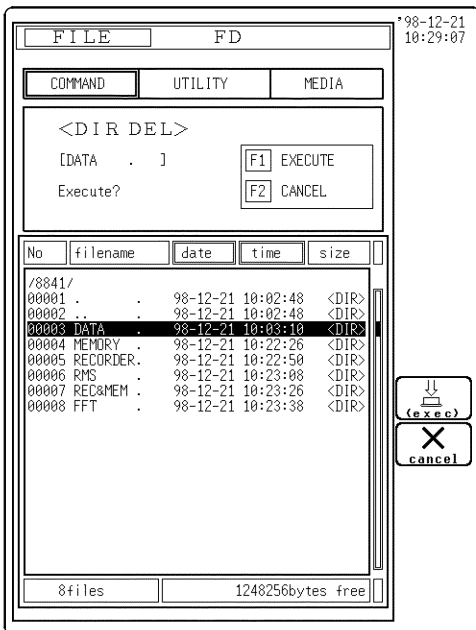 FILE FD
'98-12-21
10:29:07
COMMAND UTILITY MEDIA
<DIR DEL>
[DATA . ]
Execute?
F1 EXECUTE
F2 CANCEL
No filename date time size
/8841/
00001 . . 98-12-21 10:02:48 <DIR>
00002 .. . 98-12-21 10:02:48 <DIR>
00003 DATA . 98-12-21 10:03:10 <DIR>
00004 MEMORY . 98-12-21 10:22:26 <DIR>
00005 RECORDER. 98-12-21 10:22:50 <DIR>
00006 RMS . 98-12-21 10:23:08 <DIR>
00007 REC&MEM . 98-12-21 10:23:26 <DIR>
00008 FFT . 98-12-21 10:23:38 <DIR>
(exec)
cancel
8files 1248256bytes free